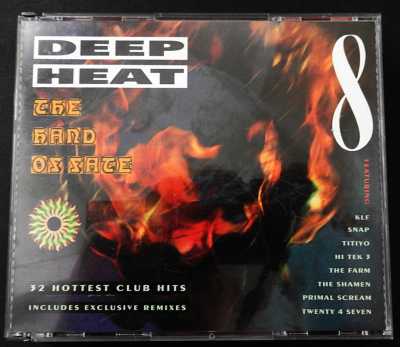 DEEP
HEAT
THE
HAND
OF FATE
8
FEATURING
KLF
SNAP
TITIYO
HI TEK 3
THE FARM
THE SHAMEN
PRIMAL SCREAM
TWENTY 4 SEVEN
32 HOTTEST CLUB HITS
INCLUDES EXCLUSIVE REMIXES